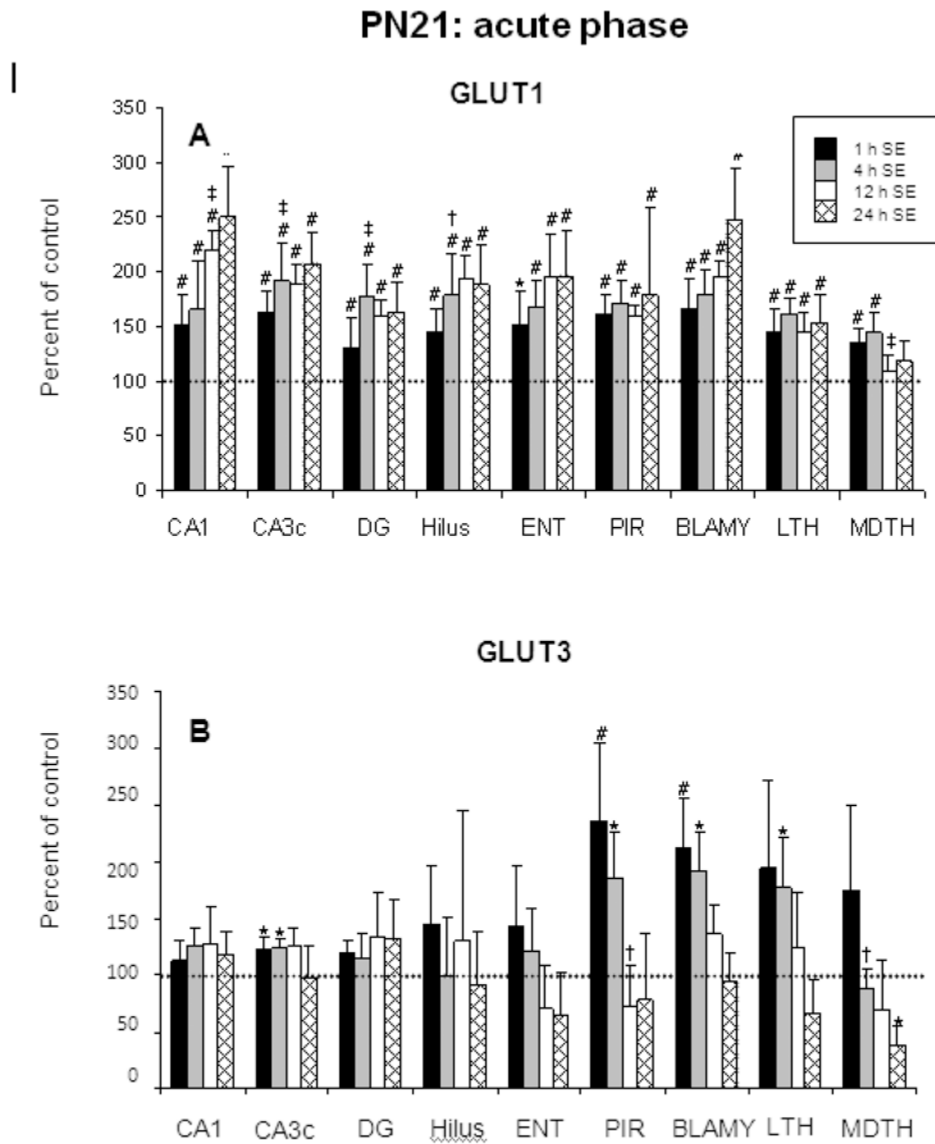 PN21: acute phase
I
GLUT1
A
Percent of control
350
300
250
200
150
100
50
0
1 h SE
4 h SE
12 h SE
24 h SE
‡ ‡ ‡ †
# # # # # # # # # # # # # # # * # # # # # # # # # # # # # # # # # ‡
CA1 CA3c DG Hilus ENT PIR BLAMY LTH MDTH
GLUT3
B
Percent of control
350
300
250
200
150
100
50
0
* * # * † # * * † *
CA1 CA3c DG Hilus ENT PIR BLAMY LTH MDTH